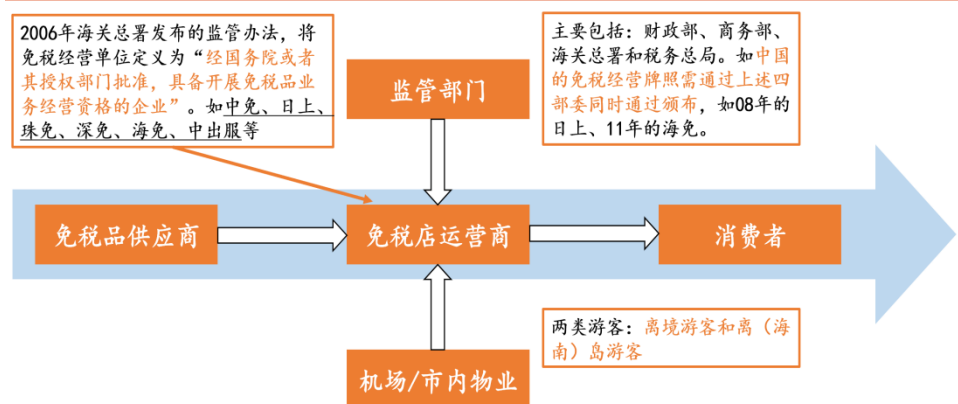 2006年海关总署发布的监管办法，将
免税经营单位定义为“经国务院或者
其授权部门批准，具备开展免税品业
务经营资格的企业”。如中免、日上、
珠免、深免、海免、中出服等
监管部门
主要包括：财政部、商务部、
海关总署和税务总局。如中国
的免税经营牌照需通过上述四
部委同时通过颁布，如08年的
日上、11年的海免。
免税品供应商
免税店运营商
消费者
两类游客：离境游客和离（海
南）岛游客
机场/市内物业